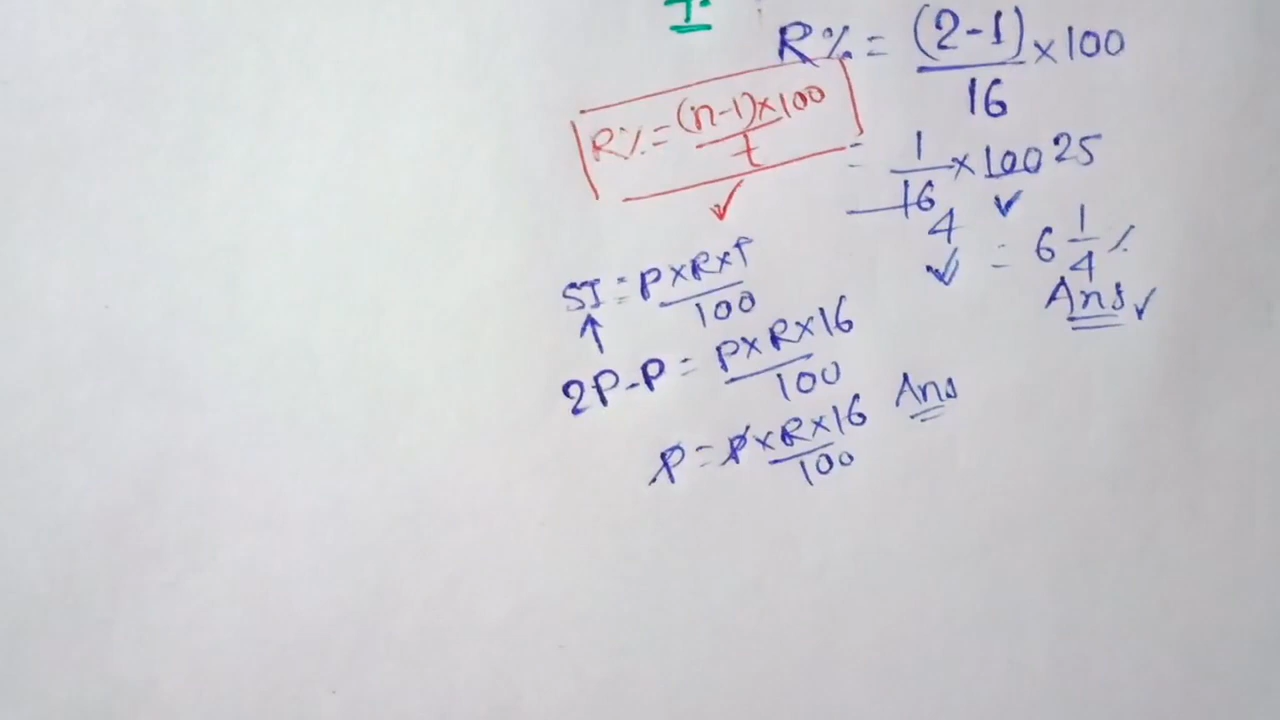 R% = (2-1)/16 × 100
R% = (n-1)×100/t
= 1/16 × 100 25
4
= 6 1/4 %
Ans
SI = P×R×T/100
2P-P = P×R×16/100
P = P×R×16/100
Ans